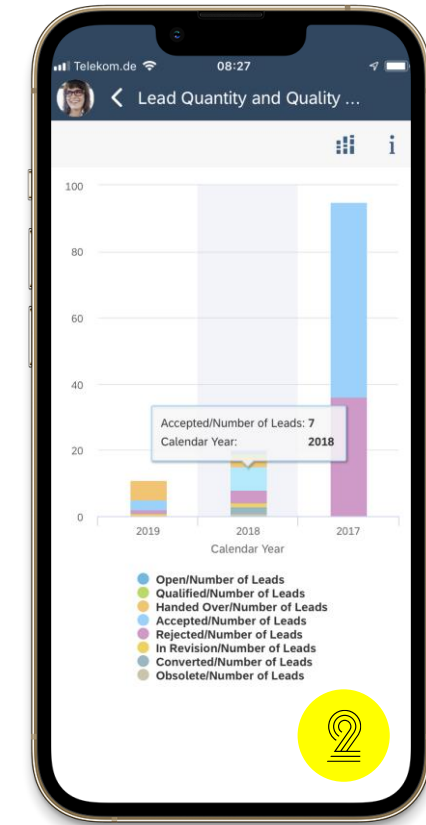 Telekom.de 08:27
Lead Quantity and Quality ...
i
100
80
60
40
20
0
Accepted/Number of Leads: 7
Calendar Year: 2018
2019 2018 2017
Calendar Year
Open/Number of Leads
Qualified/Number of Leads
Handed Over/Number of Leads
Accepted/Number of Leads
Rejected/Number of Leads
In Revision/Number of Leads
Converted/Number of Leads
Obsolete/Number of Leads
2